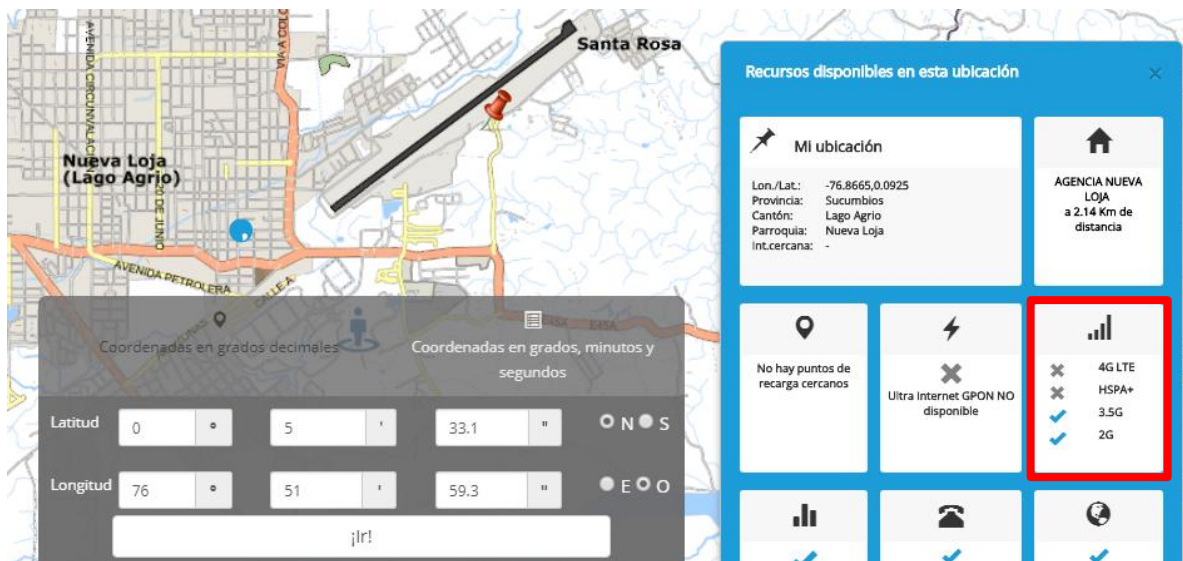 Santa Rosa
AVENIDA CIRCUNVALAC
VIA A COL
Nueva Loja
(Lago Agrio)
20 DE JUNIO
AVENIDA PETROLERA
CALLE A
E45A
E45A
Coordenadas en grados decimales
Coordenadas en grados, minutos y
segundos
Latitud 0 ° 5 ' 33.1 " N S
Longitud 76 ° 51 ' 59.3 " E O
¡Ir!
Recursos disponibles en esta ubicación ×
Mi ubicación
Lon./Lat.: -76.8665,0.0925
Provincia: Sucumbios
Cantón: Lago Agrio
Parroquia: Nueva Loja
Int.cercana: -
AGENCIA NUEVA
LOJA
a 2.14 Km de
distancia
No hay puntos de
recarga cercanos
Ultra Internet GPON NO
disponible
4G LTE
HSPA+
3.5G
2G